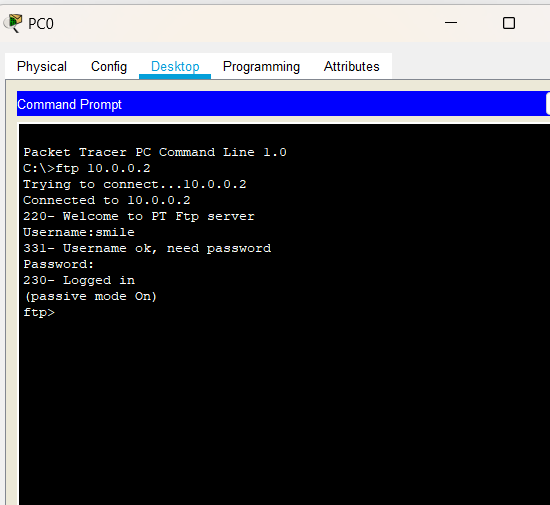 PC0
Physical Config Desktop Programming Attributes
Command Prompt
Packet Tracer PC Command Line 1.0
C:\>ftp 10.0.0.2
Trying to connect...10.0.0.2
Connected to 10.0.0.2
220- Welcome to PT Ftp server
Username:smile
331- Username ok, need password
Password:
230- Logged in
(passive mode On)
ftp>